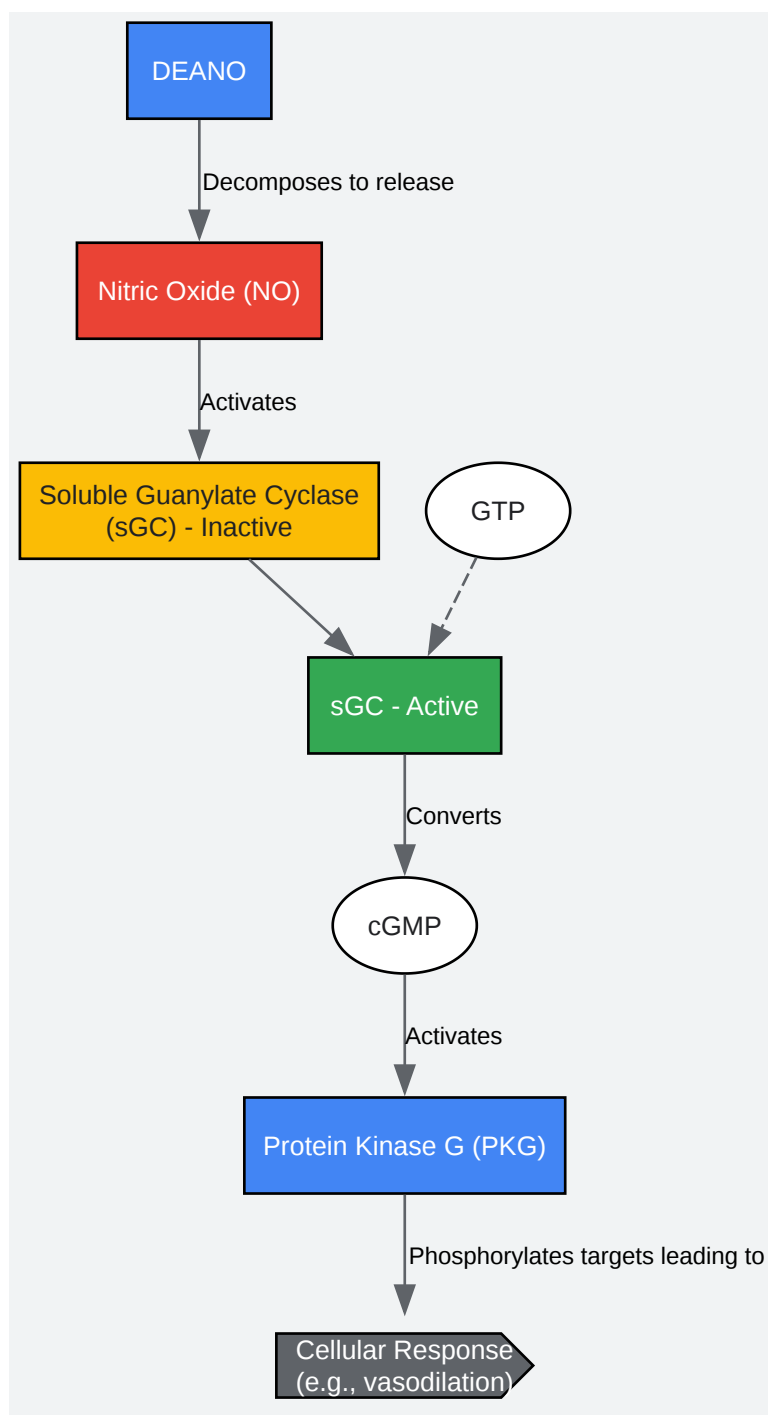 DEANO
Decomposes to release
Nitric Oxide (NO)
Activates
Soluble Guanylate Cyclase
(sGC) - Inactive
GTP
sGC - Active
Converts
cGMP
Activates
Protein Kinase G (PKG)
Phosphorylates targets leading to
Cellular Response
(e.g., vasodilation)